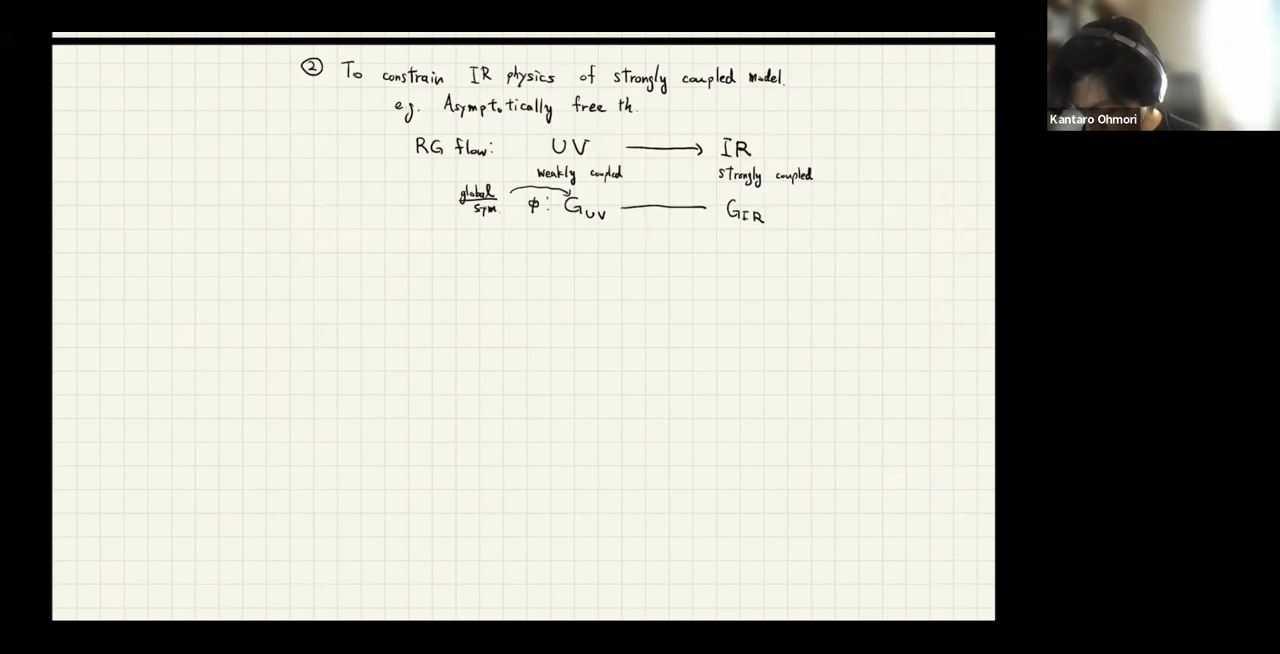 ② To constrain IR physics of strongly coupled model.
e.g. Asymptotically free th.
RG flow: UV ⟶ IR
weakly coupled strongly coupled
global sym. φ: G_UV — G_IR
Kantaro Ohmori